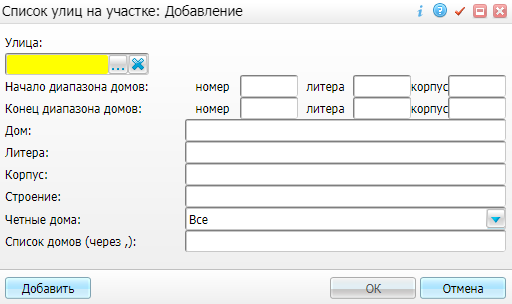 Список улиц на участке: Добавление
Улица:
...
Начало диапазона домов: номер литера корпус
Конец диапазона домов: номер литера корпус
Дом:
Литера:
Корпус:
Строение:
Четные дома: Все
Список домов (через ,):
Добавить ОК Отмена